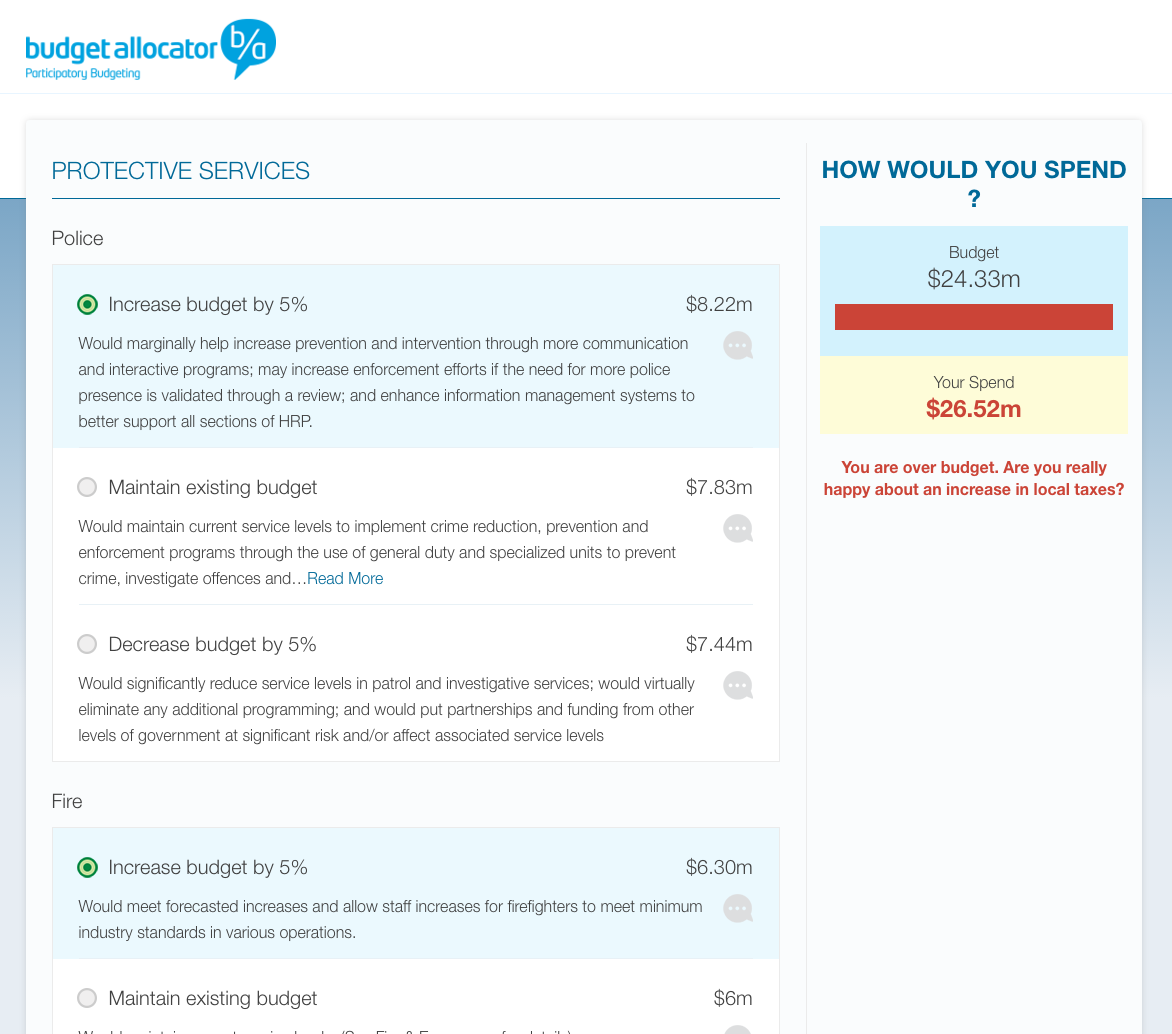 budget allocator b/a
Participatory Budgeting
PROTECTIVE SERVICES
Police
Increase budget by 5% $8.22m
Would marginally help increase prevention and intervention through more communication
and interactive programs; may increase enforcement efforts if the need for more police
presence is validated through a review; and enhance information management systems to
better support all sections of HRP.
Maintain existing budget $7.83m
Would maintain current service levels to implement crime reduction, prevention and
enforcement programs through the use of general duty and specialized units to prevent
crime, investigate offences and…Read More
Decrease budget by 5% $7.44m
Would significantly reduce service levels in patrol and investigative services; would virtually
eliminate any additional programming; and would put partnerships and funding from other
levels of government at significant risk and/or affect associated service levels
Fire
Increase budget by 5% $6.30m
Would meet forecasted increases and allow staff increases for firefighters to meet minimum
industry standards in various operations.
Maintain existing budget $6m
HOW WOULD YOU SPEND
?
Budget
$24.33m
Your Spend
$26.52m
You are over budget. Are you really
happy about an increase in local taxes?